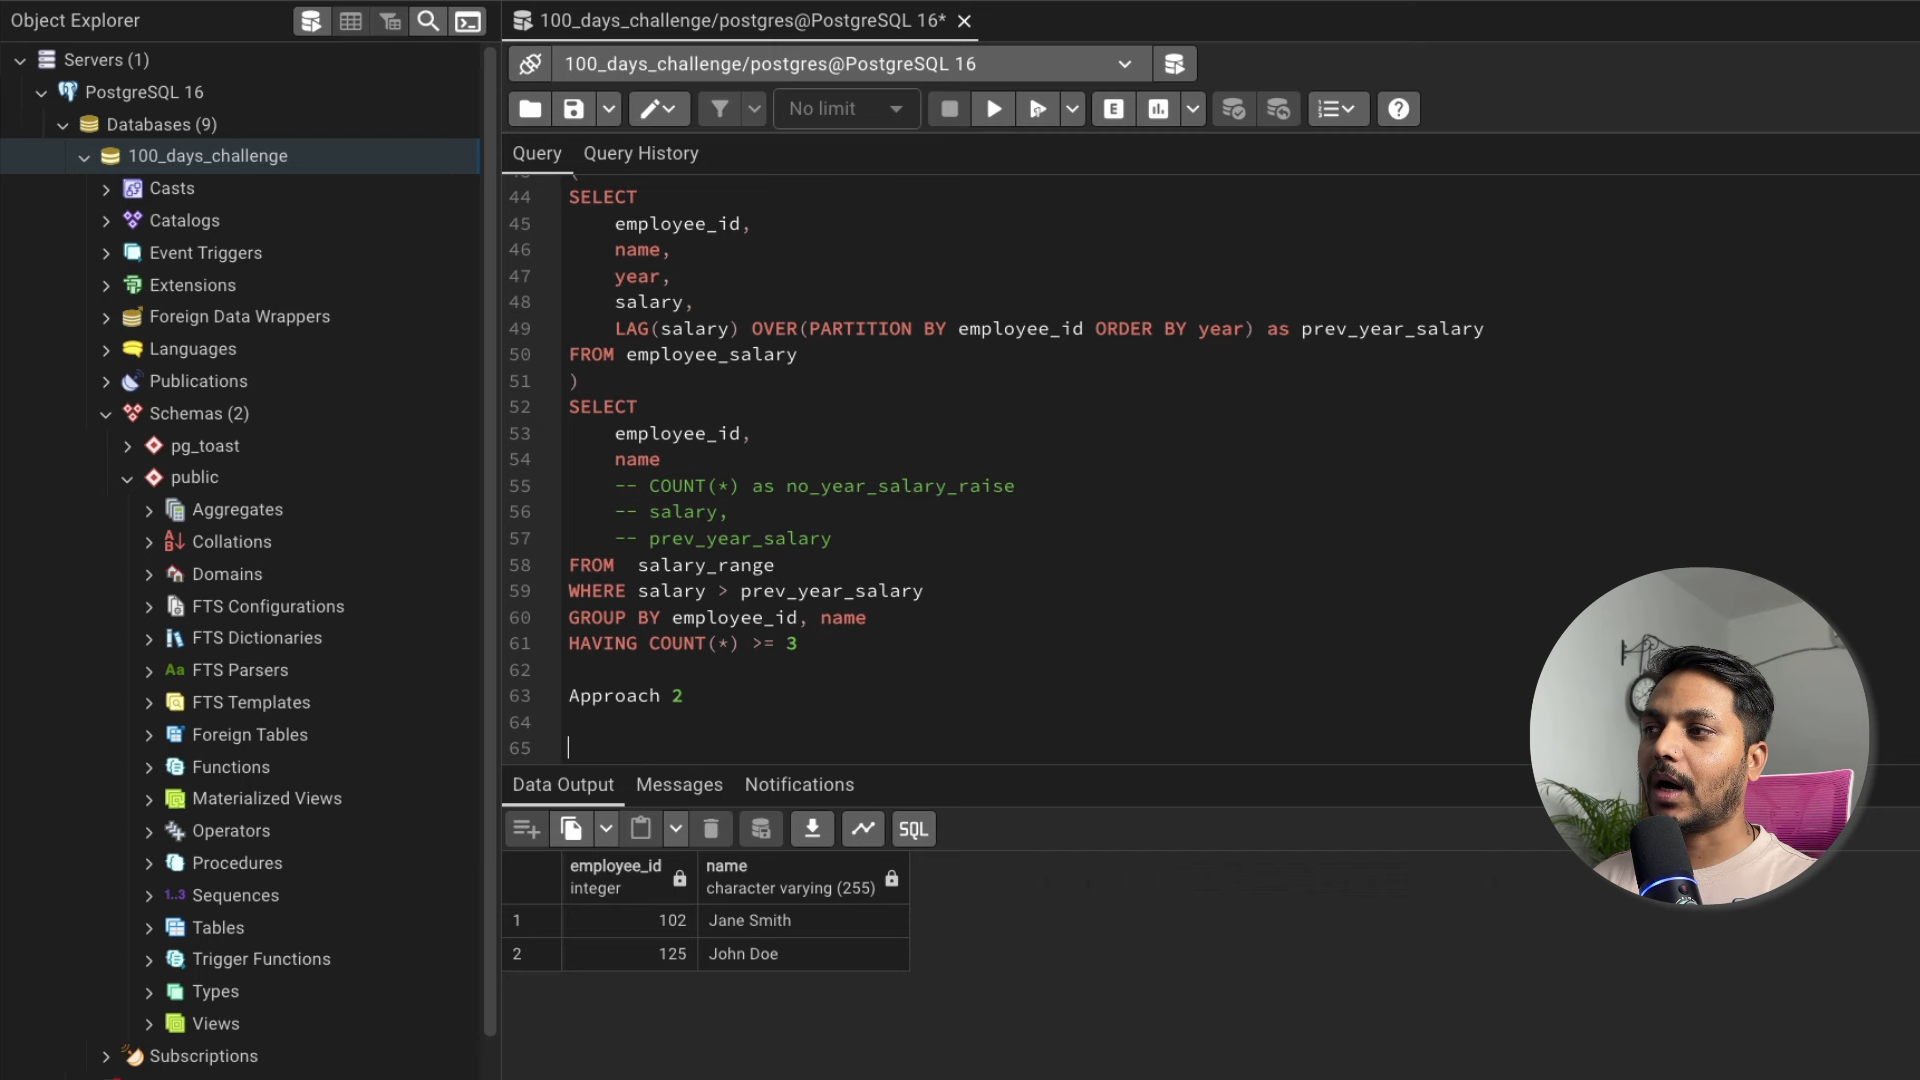 Object Explorer
Servers (1)
PostgreSQL 16
Databases (9)
100_days_challenge
Casts
Catalogs
Event Triggers
Extensions
Foreign Data Wrappers
Languages
Publications
Schemas (2)
pg_toast
public
Aggregates
Collations
Domains
FTS Configurations
FTS Dictionaries
Aa FTS Parsers
FTS Templates
Foreign Tables
Functions
Materialized Views
Operators
Procedures
1..3 Sequences
Tables
Trigger Functions
Types
Views
Subscriptions
100_days_challenge/postgres@PostgreSQL 16*
100_days_challenge/postgres@PostgreSQL 16
No limit
E
Query Query History
44 SELECT
45 employee_id,
46 name,
47 year,
48 salary,
49 LAG(salary) OVER(PARTITION BY employee_id ORDER BY year) as prev_year_salary
50 FROM employee_salary
51 )
52 SELECT
53 employee_id,
54 name
55 -- COUNT(*) as no_year_salary_raise
56 -- salary,
57 -- prev_year_salary
58 FROM  salary_range
59 WHERE salary > prev_year_salary
60 GROUP BY employee_id, name
61 HAVING COUNT(*) >= 3
62
63 Approach 2
64
65
Data Output Messages Notifications
SQL
employee_id name
integer character varying (255)
1 102 Jane Smith
2 125 John Doe